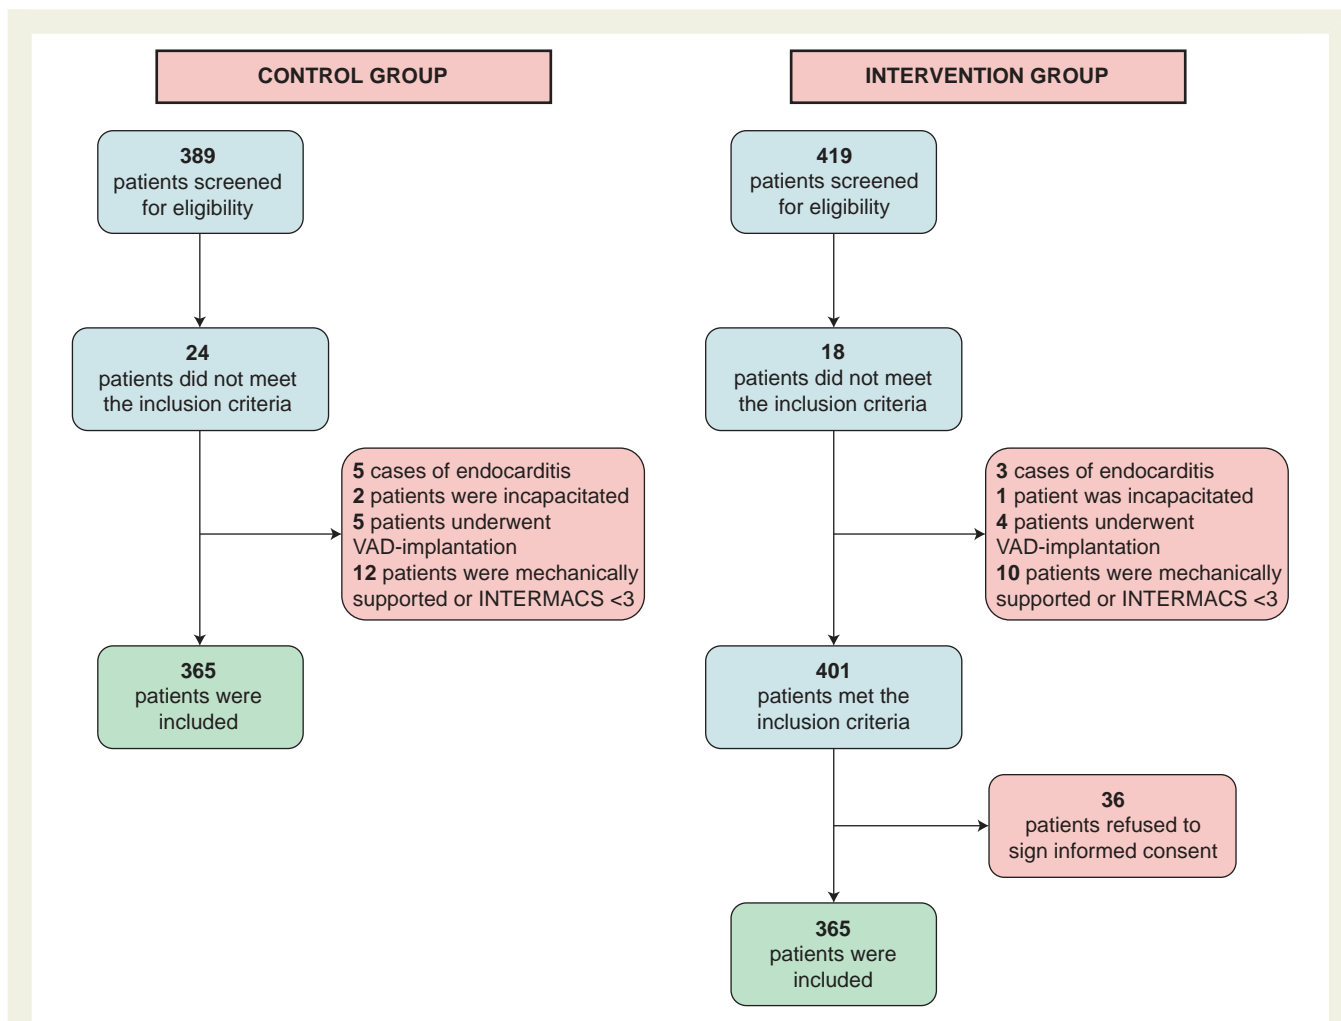 CONTROL GROUP
389
patients screened
for eligibility
24
patients did not meet
the inclusion criteria
5 cases of endocarditis
2 patients were incapacitated
5 patients underwent
VAD-implantation
12 patients were mechanically
supported or INTERMACS <3
365
patients were
included
INTERVENTION GROUP
419
patients screened
for eligibility
18
patients did not meet
the inclusion criteria
3 cases of endocarditis
1 patient was incapacitated
4 patients underwent
VAD-implantation
10 patients were mechanically
supported or INTERMACS <3
401
patients met the
inclusion criteria
36
patients refused to
sign informed consent
365
patients were
included